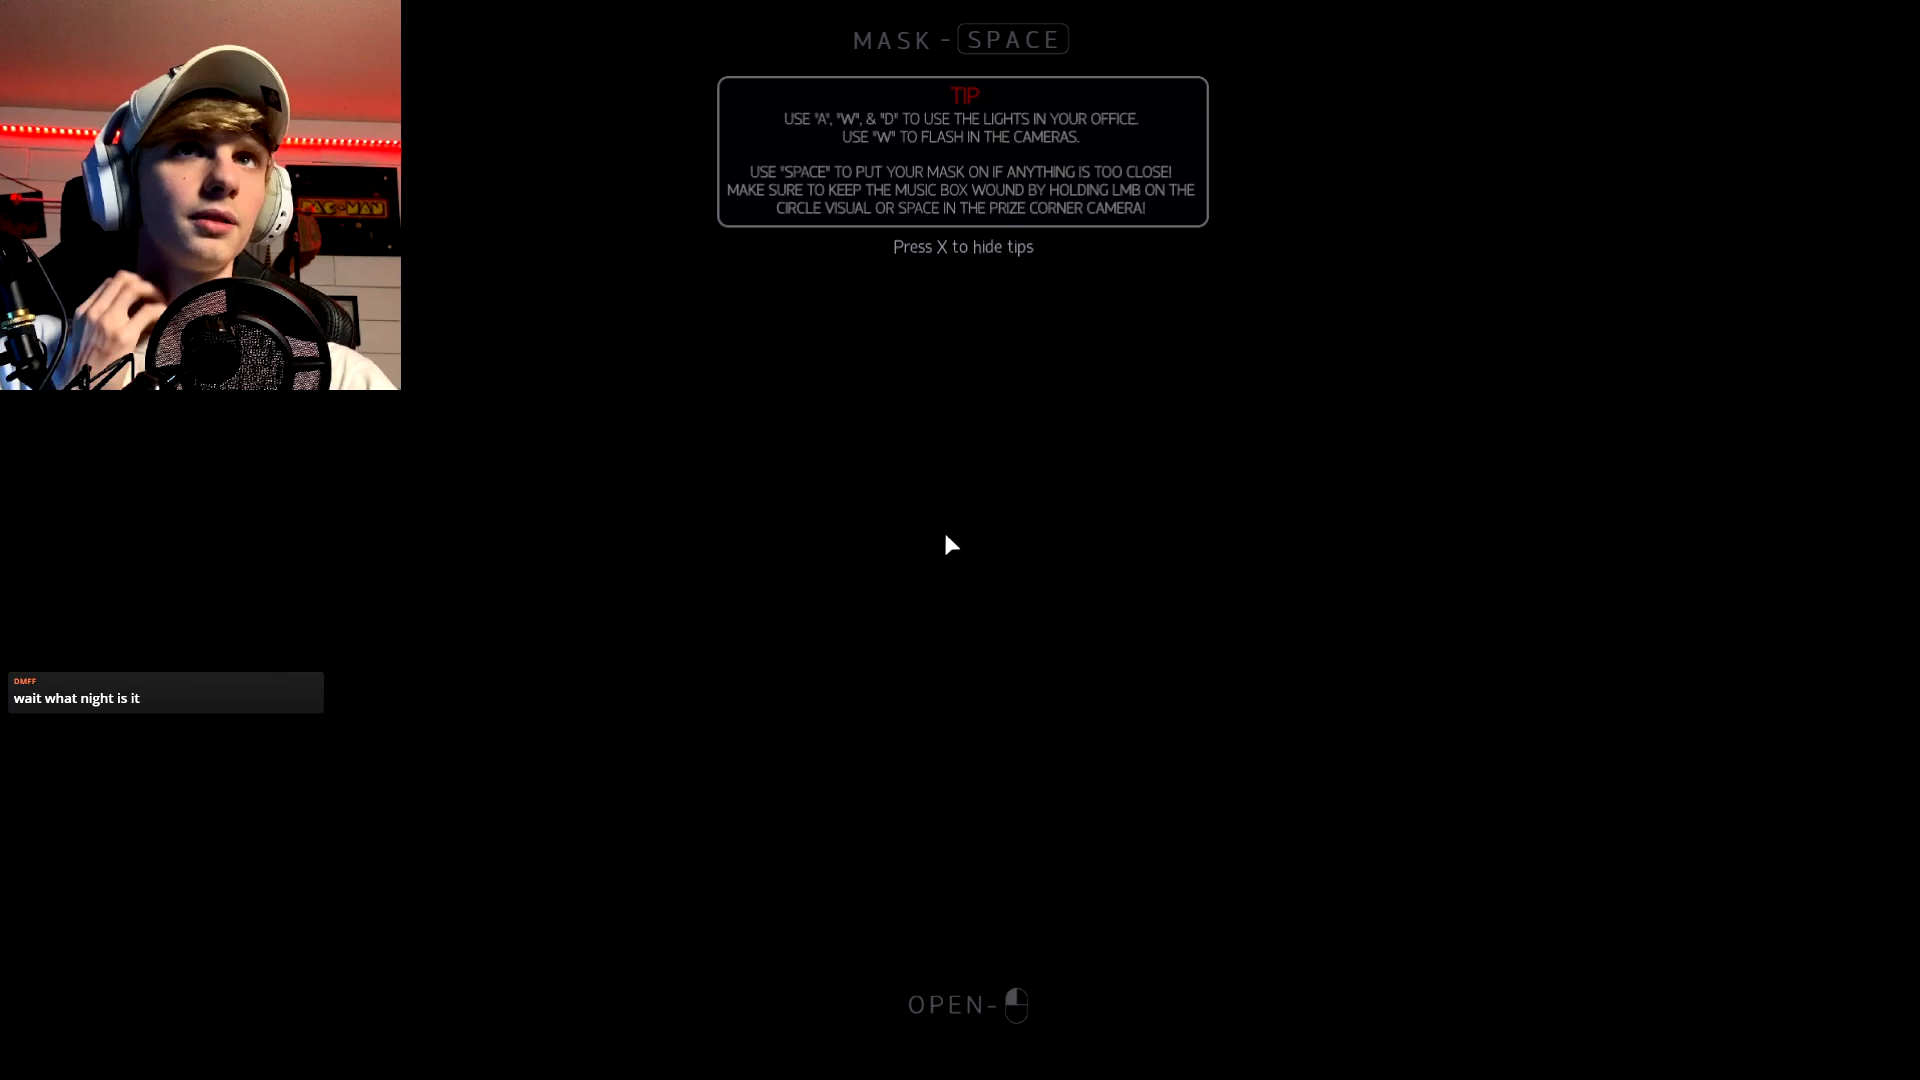 MASK - SPACE
TIP
USE "A", "W", & "D" TO USE THE LIGHTS IN YOUR OFFICE.
USE "W" TO FLASH IN THE CAMERAS.
USE "SPACE" TO PUT YOUR MASK ON IF ANYTHING IS TOO CLOSE!
MAKE SURE TO KEEP THE MUSIC BOX WOUND BY HOLDING LMB ON THE
CIRCLE VISUAL OR SPACE IN THE PRIZE CORNER CAMERA!
Press X to hide tips
PAC-MAN
DMFF
wait what night is it
OPEN-